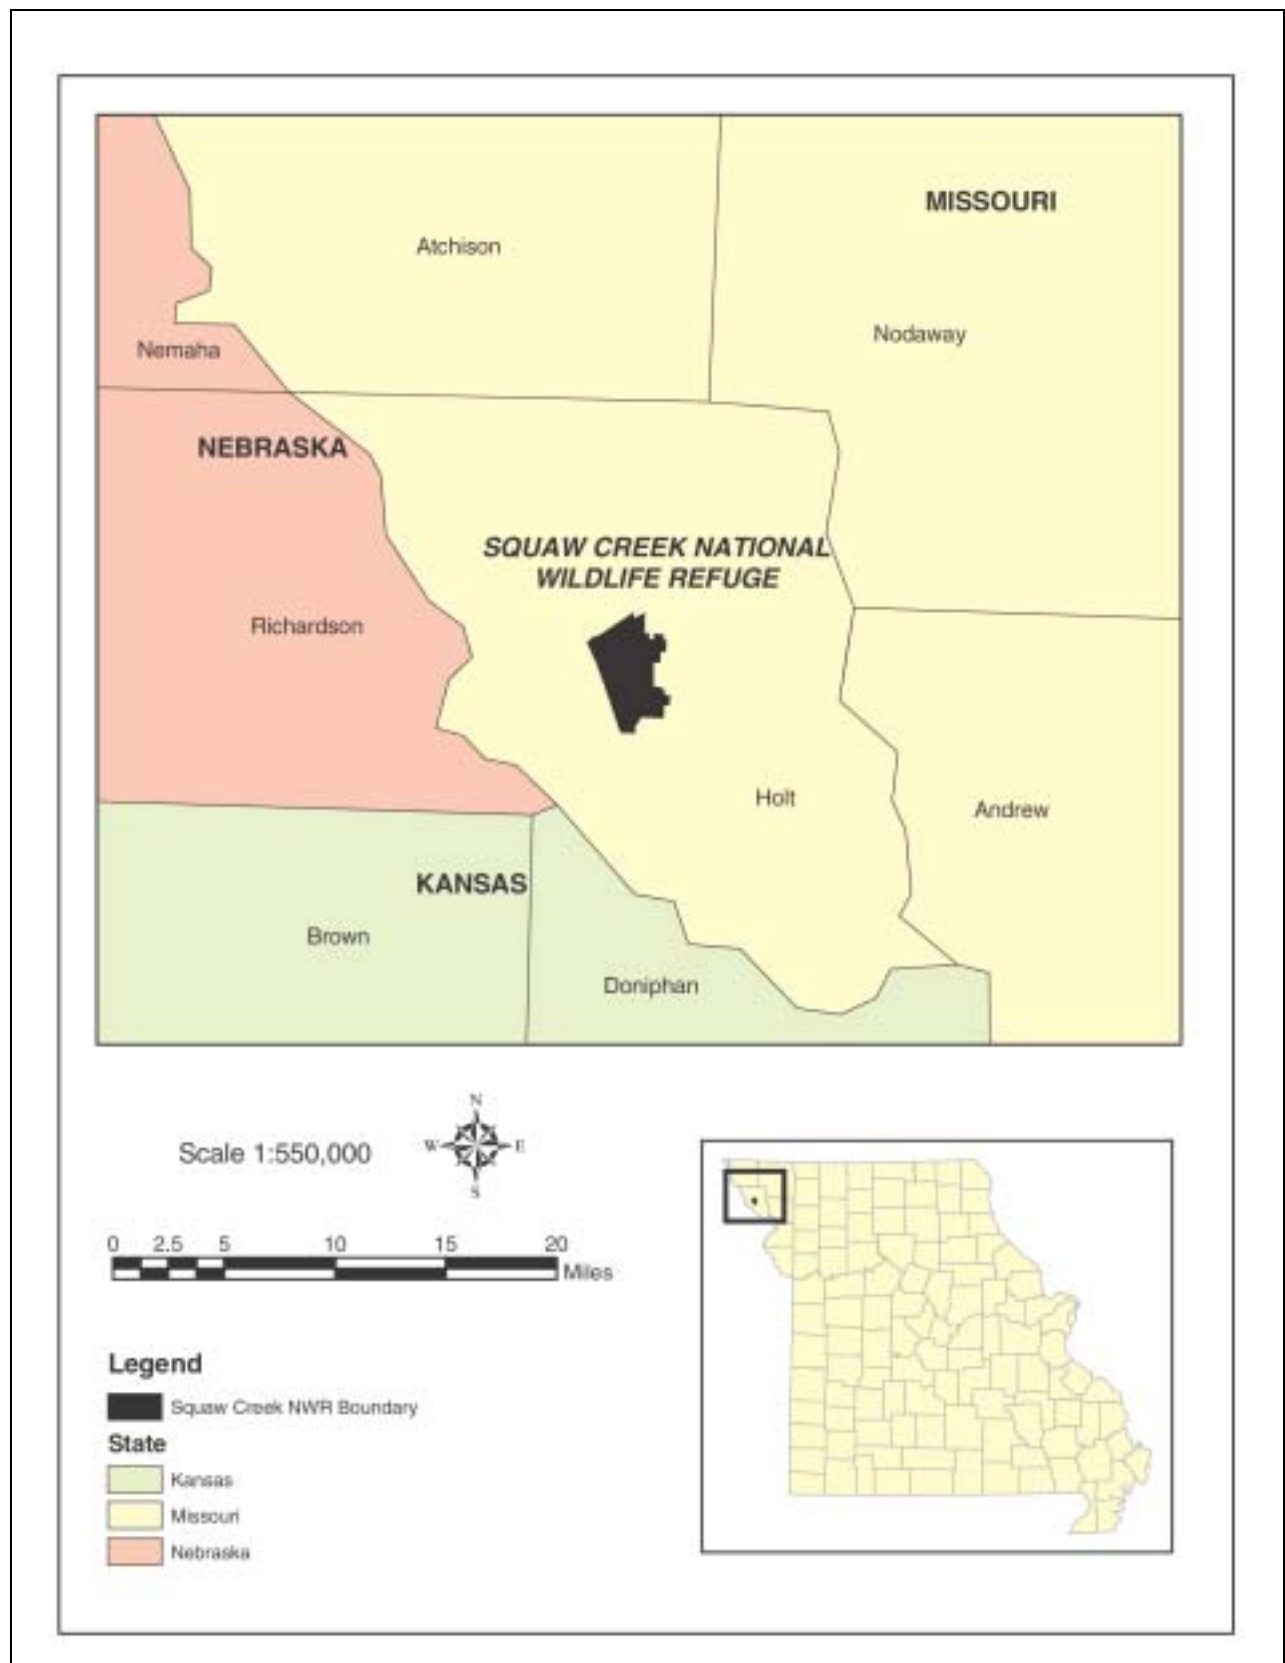 MISSOURI
Atchison
Nodaway
Nemaha
NEBRASKA
SQUAW CREEK NATIONAL
WILDLIFE REFUGE
Richardson
Holt
Andrew
KANSAS
Brown
Doniphan
N
W E
S
Scale 1:550,000
0 2.5 5 10 15 20
Miles
Legend
Squaw Creek NWR Boundary
State
Kansas
Missouri
Nebraska